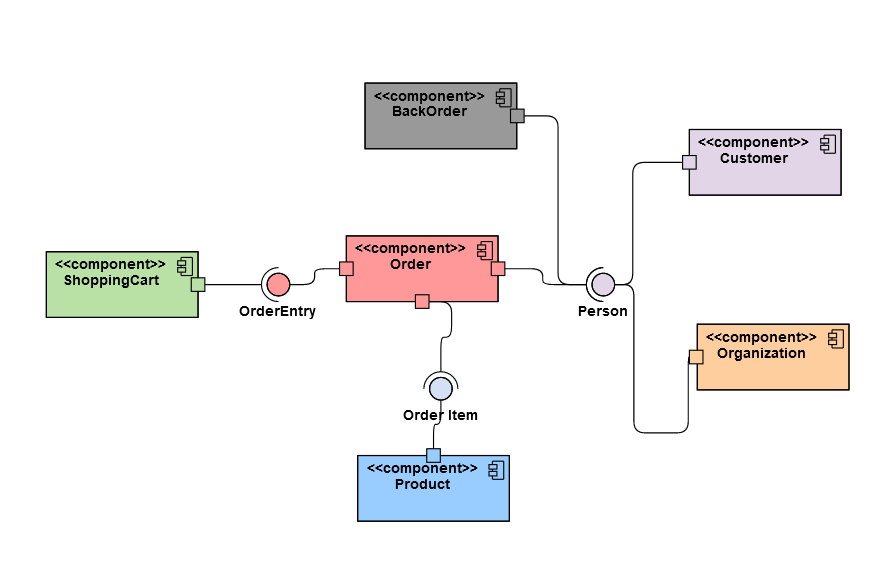 <<component>>
BackOrder
<<component>>
Customer
<<component>>
Order
<<component>>
ShoppingCart
OrderEntry
Person
<<component>>
Organization
Order Item
<<component>>
Product